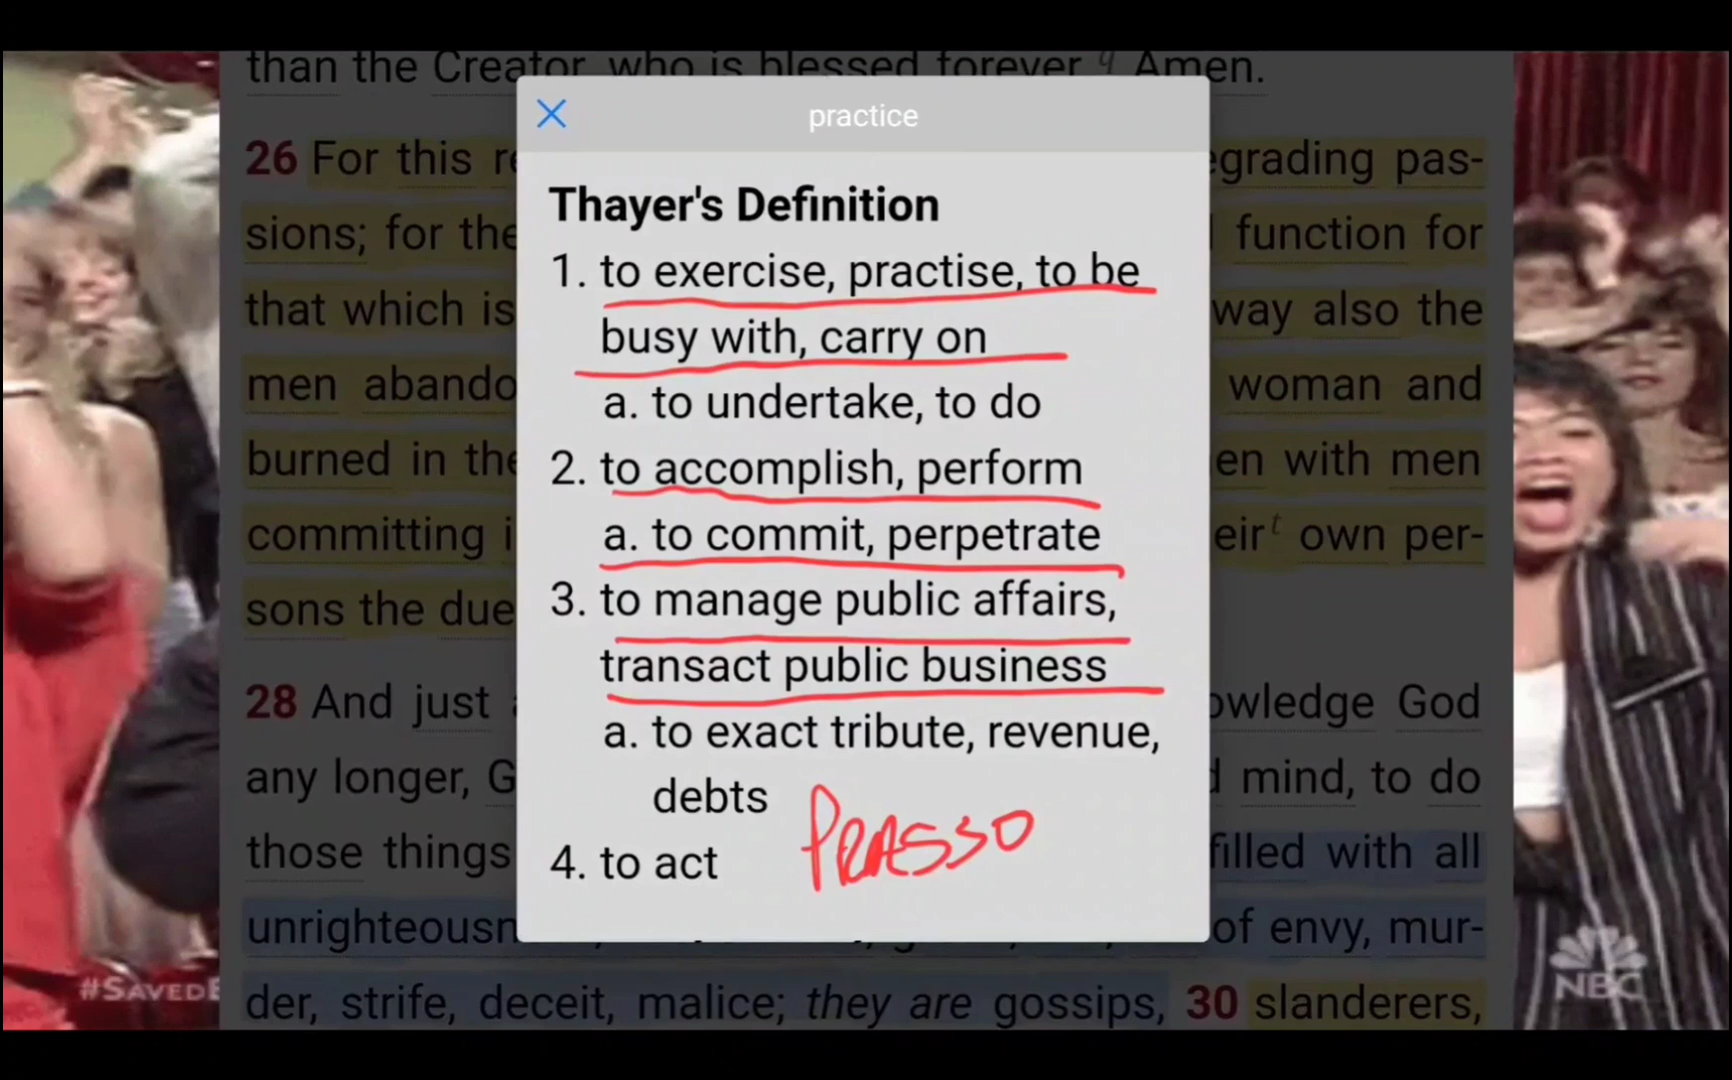 than the Creator, who is blessed forever.q Amen.
practice
26 For this
egrading pas-
sions; for the
function for
that which is
way also the
men abando
woman and
burned in the
en with men
committing i
eirt own per-
sons the due
Thayer's Definition
1. to exercise, practise, to be
busy with, carry on
a. to undertake, to do
2. to accomplish, perform
a. to commit, perpetrate
3. to manage public affairs,
transact public business
a. to exact tribute, revenue,
debts
4. to act
PRASSO
28 And just
owledge God
any longer, G
mind, to do
those things
filled with all
unrighteousn
of envy, mur-
der, strife, deceit, malice; they are gossips, 30 slanderers,
#SAVEDB
NBC